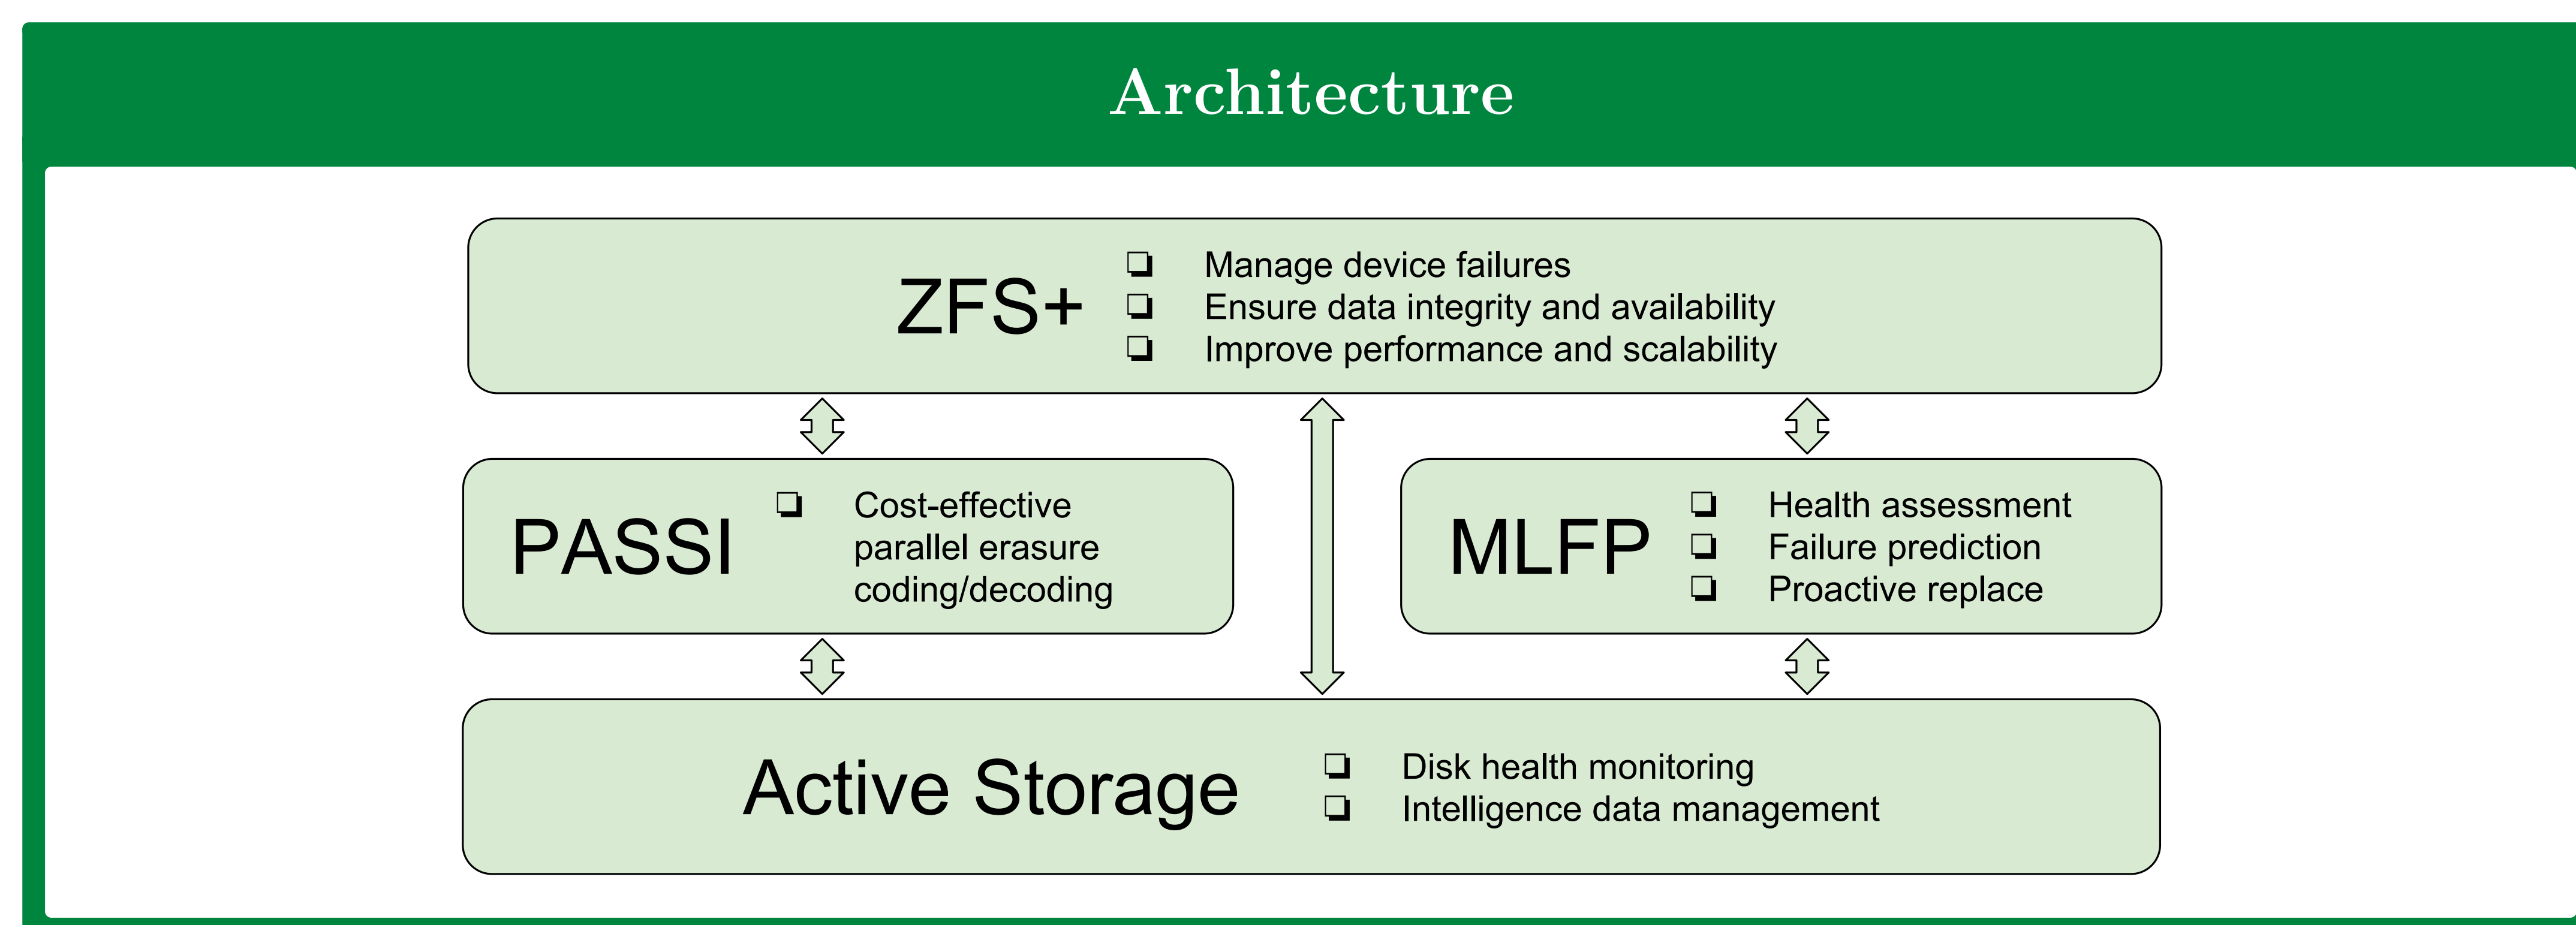 Architecture
ZFS+
❏ Manage device failures
❏ Ensure data integrity and availability
❏ Improve performance and scalability
PASSI
❏ Cost-effective
parallel erasure
coding/decoding
MLFP
❏ Health assessment
❏ Failure prediction
❏ Proactive replace
Active Storage
❏ Disk health monitoring
❏ Intelligence data management